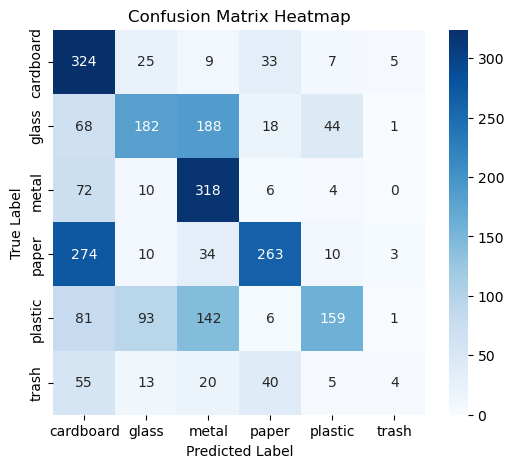 Confusion Matrix Heatmap
True Label
cardboard 324 25 9 33 7 5
glass 68 182 188 18 44 1
metal 72 10 318 6 4 0
paper 274 10 34 263 10 3
plastic 81 93 142 6 159 1
trash 55 13 20 40 5 4
cardboard glass metal paper plastic trash
Predicted Label
300
250
200
150
100
50
0